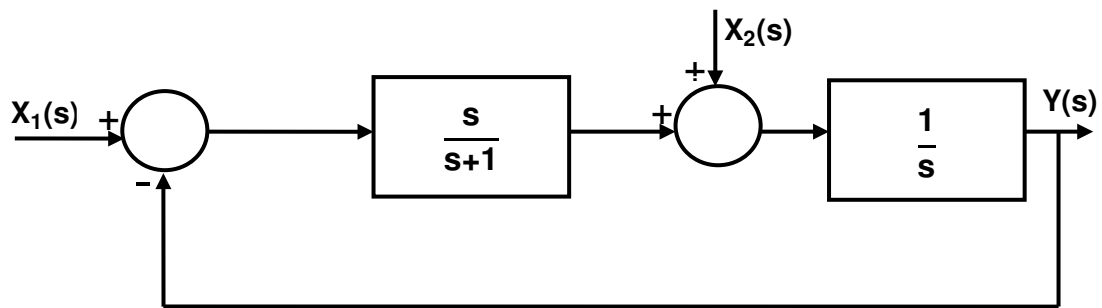 X₂(s)
+
X₁(s)
+
-
s
s+1
+
1
s
Y(s)